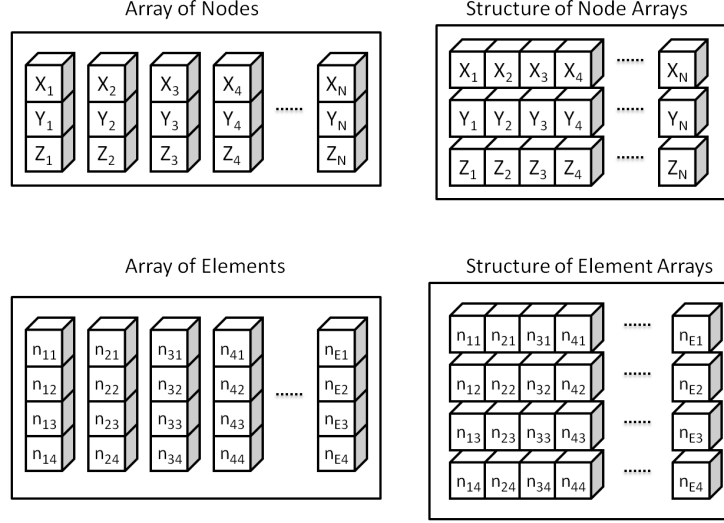 Array of Nodes
X1 X2 X3 X4 ...... XN
Y1 Y2 Y3 Y4 YN
Z1 Z2 Z3 Z4 ZN
Structure of Node Arrays
X1 X2 X3 X4 ...... XN
Y1 Y2 Y3 Y4 ...... YN
Z1 Z2 Z3 Z4 ...... ZN
Array of Elements
n11 n21 n31 n41 nE1
n12 n22 n32 n42 ...... nE2
n13 n23 n33 n43 nE3
n14 n24 n34 n44 nE4
Structure of Element Arrays
n11 n21 n31 n41 ...... nE1
n12 n22 n32 n42 ...... nE2
n13 n23 n33 n43 ...... nE3
n14 n24 n34 n44 ...... nE4